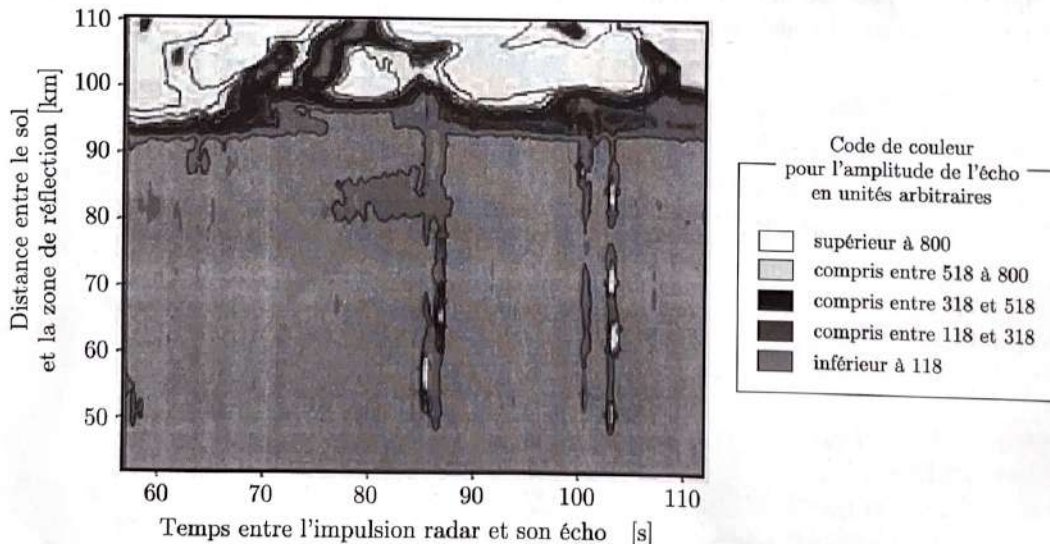 110
100
90
80
70
60
50
Distance entre le sol
et la zone de réflection [km]
60 70 80 90 100 110
Temps entre l'impulsion radar et son écho [s]
Code de couleur
pour l'amplitude de l'écho
en unités arbitraires
supérieur à 800
compris entre 518 à 800
compris entre 318 et 518
compris entre 118 et 318
inférieur à 118